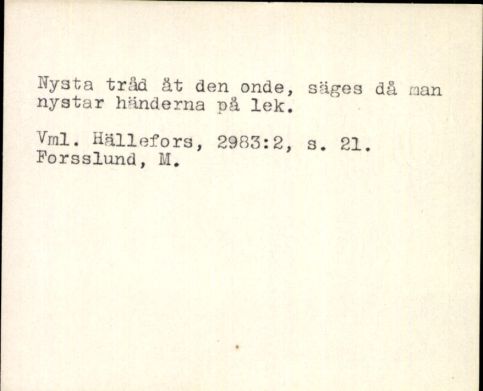 Nysta tråd åt den onde, säges då man
nystar händerna på lek.
Vml. Hällefors, 2983:2, s. 21.
Forsslund, M.